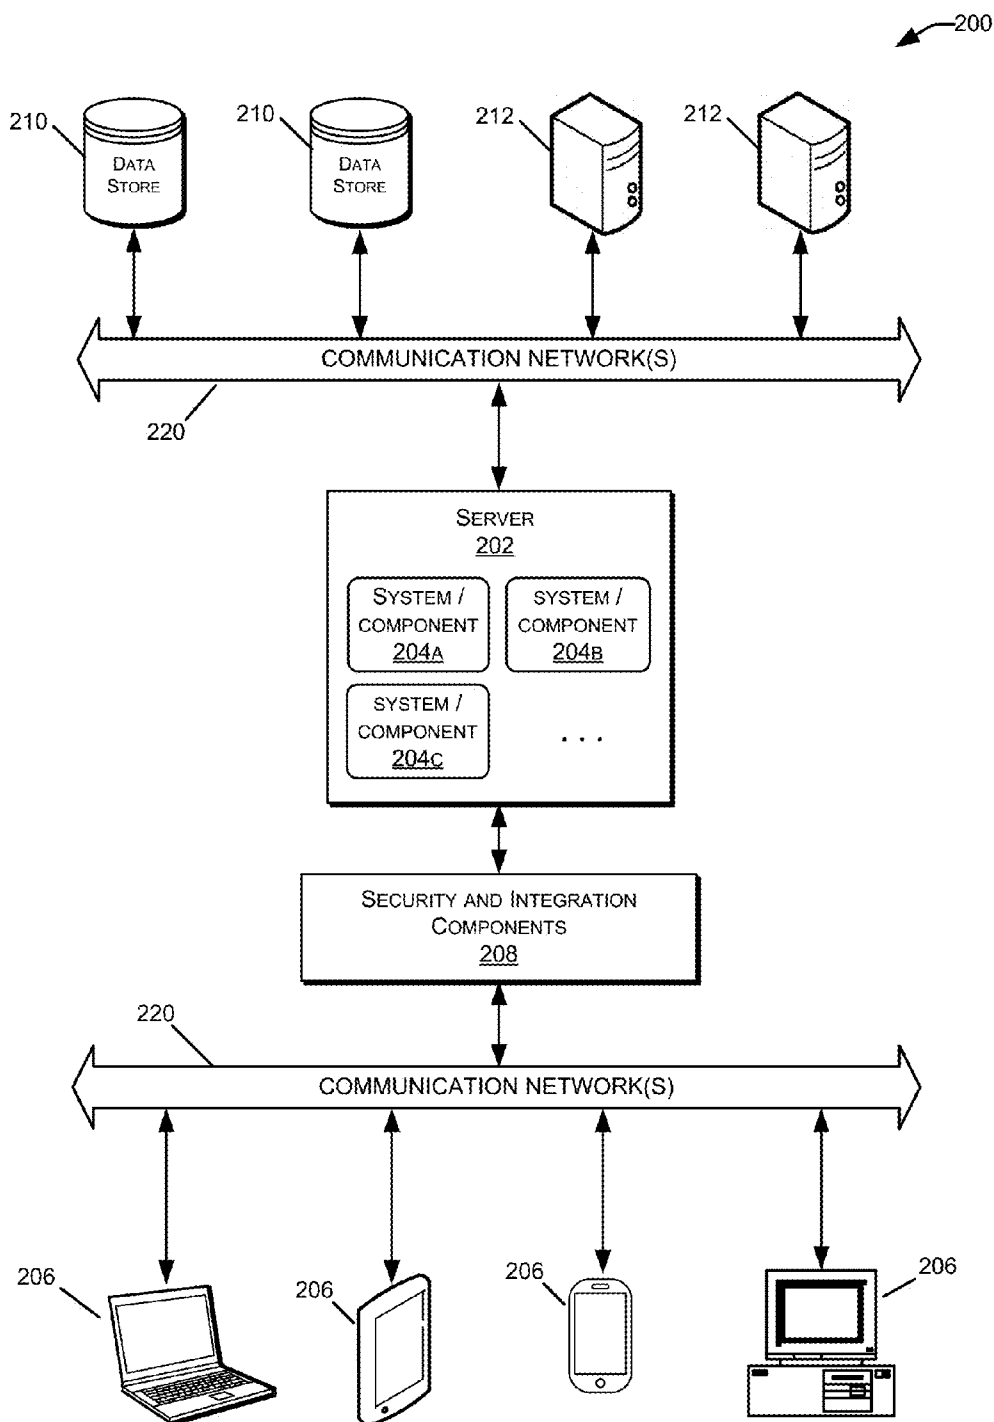 200
210
210
212
212
DATA
STORE
DATA
STORE
COMMUNICATION NETWORK(S)
220
SERVER
202
SYSTEM /
COMPONENT
204A
SYSTEM /
COMPONENT
204B
SYSTEM /
COMPONENT
204C
. . .
SECURITY AND INTEGRATION
COMPONENTS
208
220
COMMUNICATION NETWORK(S)
206
206
206
206